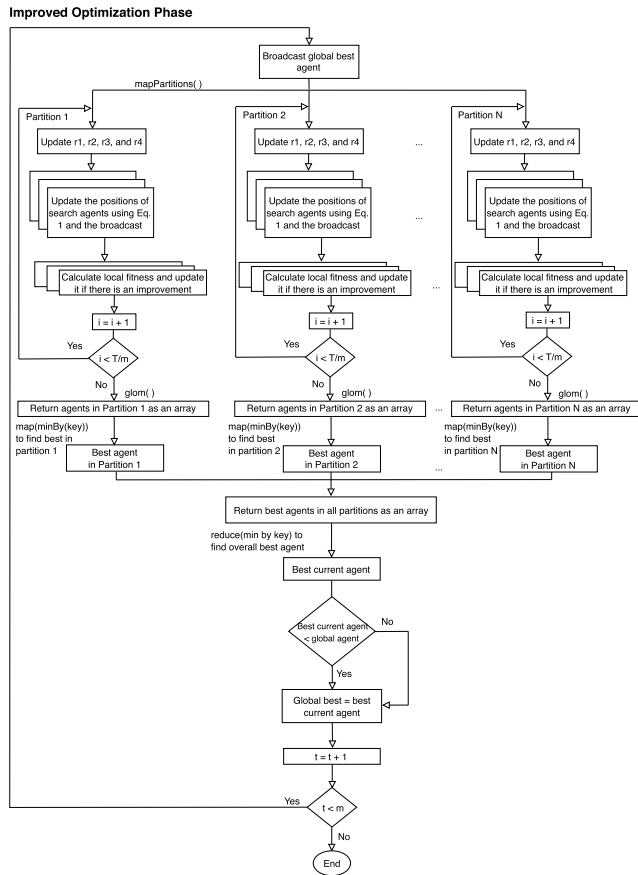 Improved Optimization Phase
Broadcast global best
agent
mapPartitions( )
Partition 1
Partition 2
Partition N
Update r1, r2, r3, and r4
Update r1, r2, r3, and r4
...
Update r1, r2, r3, and r4
Update the positions of
search agents using Eq.
1 and the broadcast
Update the positions of
search agents using Eq.
1 and the broadcast
...
Update the positions of
search agents using Eq.
1 and the broadcast
Calculate local fitness and update
it if there is an improvement
Calculate local fitness and update
it if there is an improvement
...
Calculate local fitness and update
it if there is an improvement
i = i + 1
i = i + 1
i = i + 1
Yes
i < T/m
No
Yes
i < T/m
No
Yes
i < T/m
No
glom( )
glom( )
glom( )
Return agents in Partition 1 as an array
Return agents in Partition 2 as an array
...
Return agents in Partition N as an array
map(minBy(key))
to find best in
partition 1
Best agent
in Partition 1
map(minBy(key))
to find best
in partition 2
Best agent
in Partition 2
...
map(minBy(key))
to find best
in partition N
Best agent
in Partition N
Return best agents in all partitions as an array
reduce(min by key) to
find overall best agent
Best current agent
Best current agent
< global agent
No
Yes
Global best = best
current agent
t = t + 1
Yes
t < m
No
End